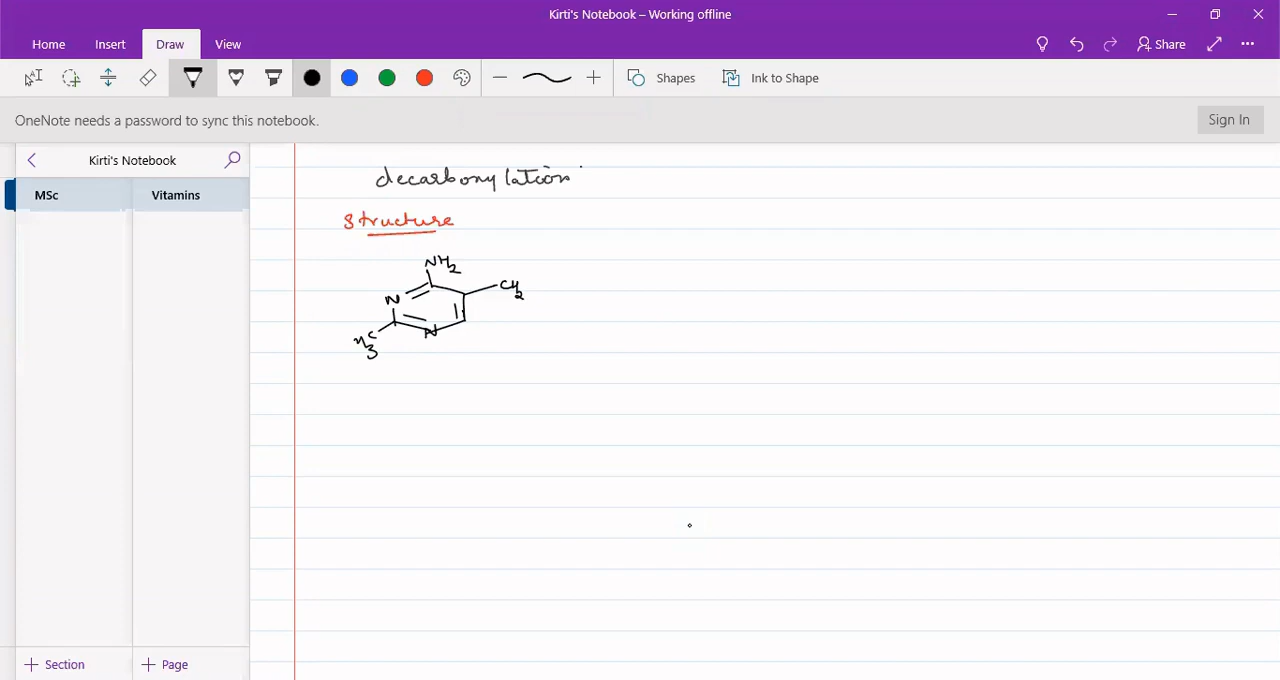 Kirti's Notebook – Working offline
Home Insert Draw View Share
Shapes Ink to Shape
OneNote needs a password to sync this notebook. Sign In
Kirti's Notebook
MSc Vitamins
decarbonylation
Structure
NH2
N CH2
N
H3C
Section Page